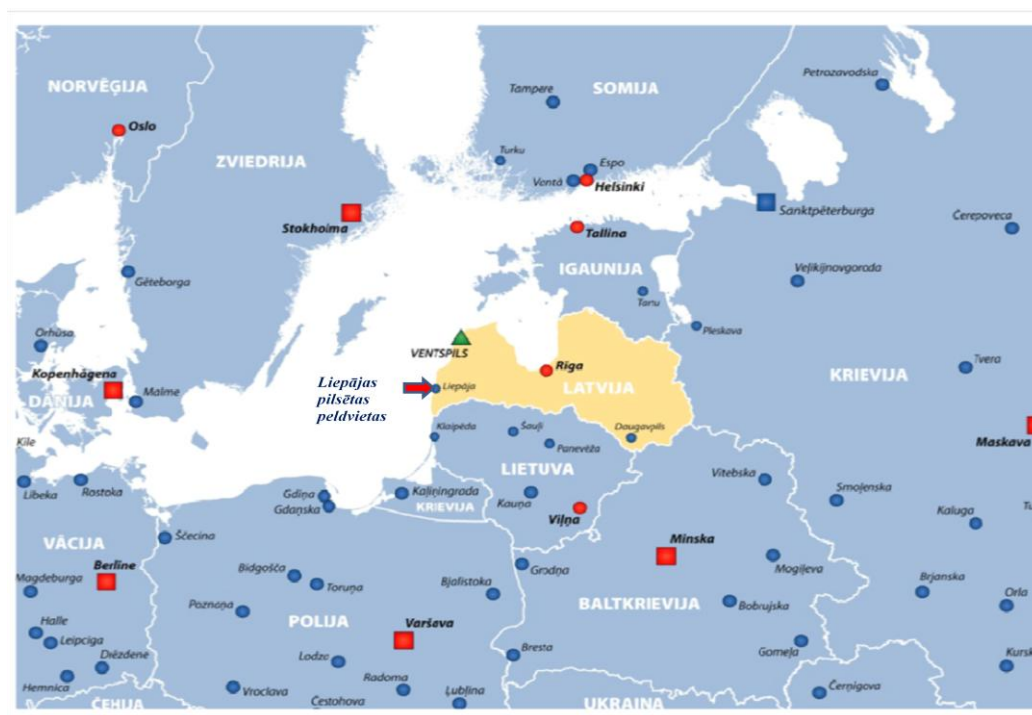 NORVĒĢIJA
Oslo
ZVIEDRIJA
Stokholma
Gēteborga
Orhūsa
Kopenhāgena
DĀNIJA
Malme
Tampere
SOMIJA
Turku
Espo
Vontā
Helsinki
Tallina
IGAUNIJA
Tartu
Petrozavodska
Sanktpēterburga
Čerepoveca
Veļikijnovgoroda
Pleskava
Tvera
KRIEVIJA
Maskava
VENTSPILS
Rīga
LATVIJA
Liepājas
pilsētas
peldvietas
Liepāja
Daugavpils
Klaipēda
Šauļi
Panevēža
LIETUVA
Kauņa
Viļņa
Kaļiņingrada
KRIEVIJA
Vitebska
Smoļenska
Kaluga
Ķīle
Lībeka
Rostoka
Gdiņa
Gdaņska
VĀCIJA
Ščecina
Berlīne
Magdeburga
Halle
Leipciga
Drēzdene
Hemnica
ČEHIJA
Bidgošča
Toruņa
Poznaņa
POLIJA
Bjalistoka
Varšava
Lodza
Radoma
Vroclava
Čestohova
Ļubļina
Grodņa
Minska
Mogiļeva
BALTKRIEVIJA
Bobrujska
Bresta
Gomeļa
UKRAINA
Čerņigova
Brjanska
Orla
Kursk